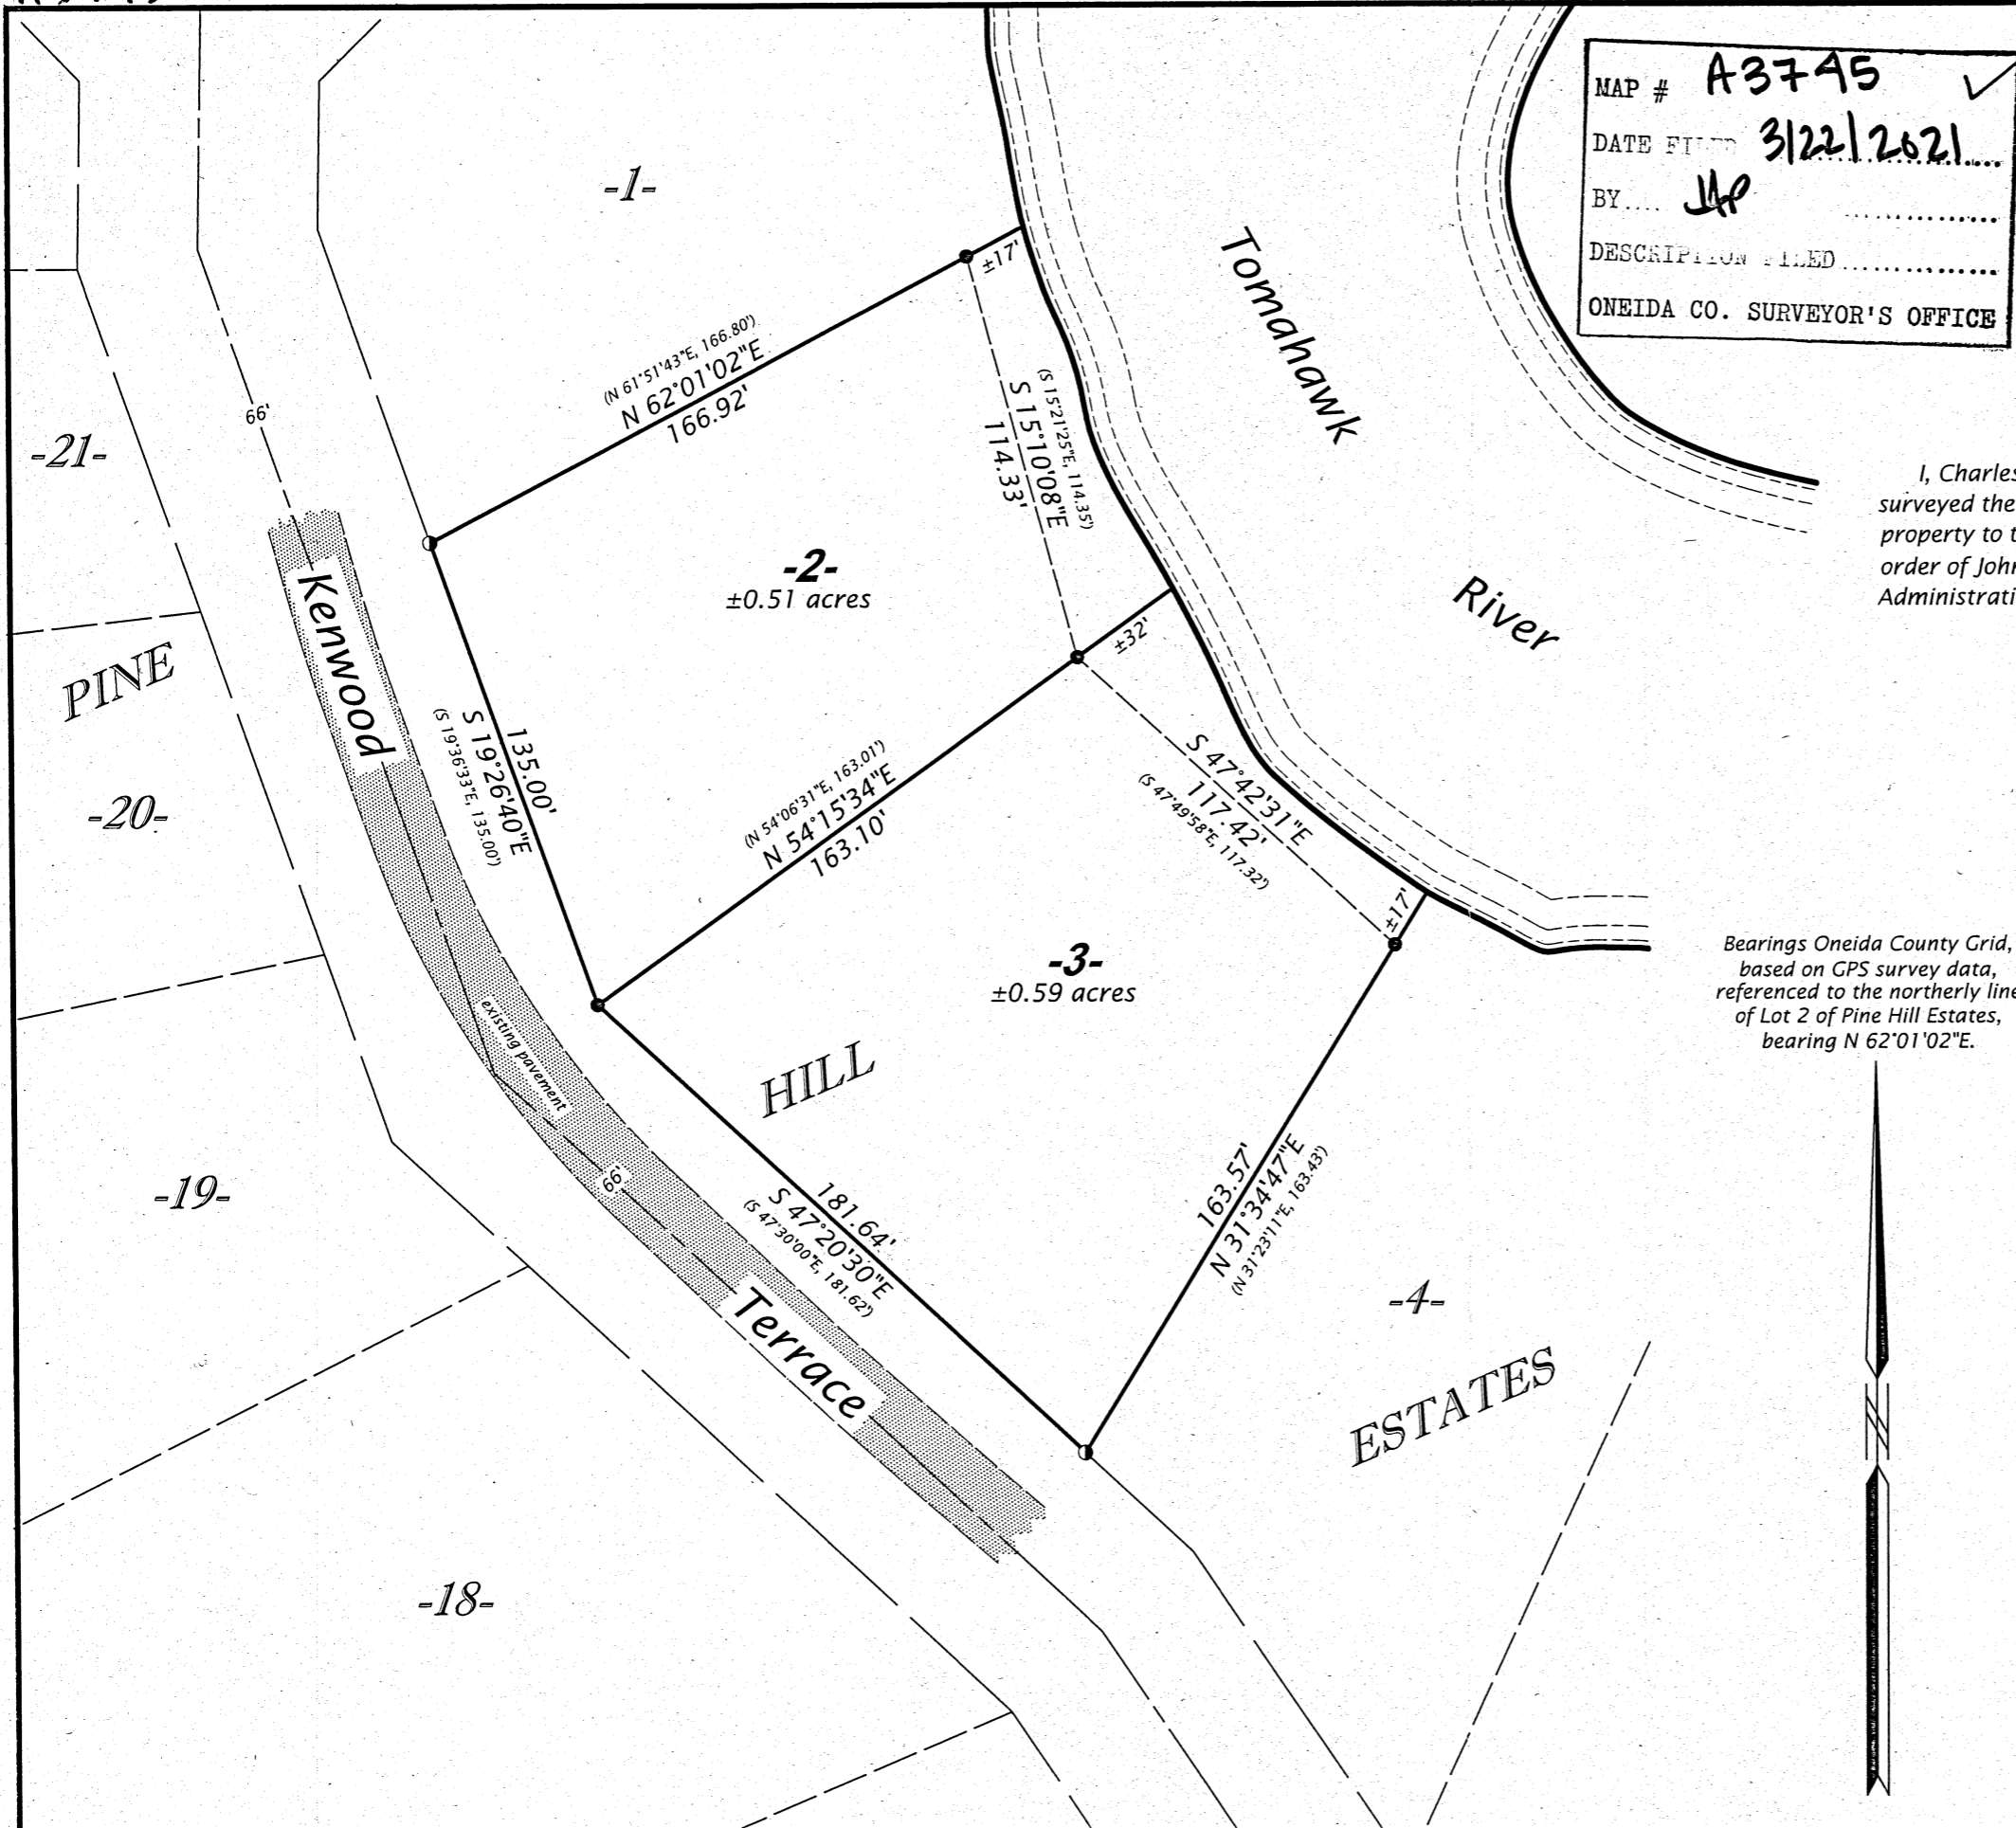 MAP # A3745 ✓
DATE FILED 3/22/2021
BY.... JAP
DESCRIPTION FILED
ONEIDA CO. SURVEYOR'S OFFICE
-1-
±17'
Tomahawk
River
(N 61°51'43"E, 166.80')
N 62°01'02"E
166.92'
(S 15°21'25"E, 114.35')
S 15°10'08"E
114.33'
66'
-21-
I, Charles
surveyed the
property to t
order of John
Administrati
-2-
±0.51 acres
Kenwood
±32'
PINE
135.00'
S 19°26'40"E
(S 19°36'33"E, 135.00')
(N 54°06'31"E, 163.01')
N 54°15'34"E
163.10'
S 47°42'31"E
117.42'
(S 47°49'58"E, 117.32')
-20-
±17'
-3-
±0.59 acres
Bearings Oneida County Grid,
based on GPS survey data,
referenced to the northerly line
of Lot 2 of Pine Hill Estates,
bearing N 62°01'02"E.
existing pavement
HILL
66'
-19-
181.64'
S 47°20'30"E
(S 47°30'00"E, 181.62')
163.57'
N 31°34'47"E
(N 31°23'11"E, 163.43')
Terrace
-4-
ESTATES
-18-